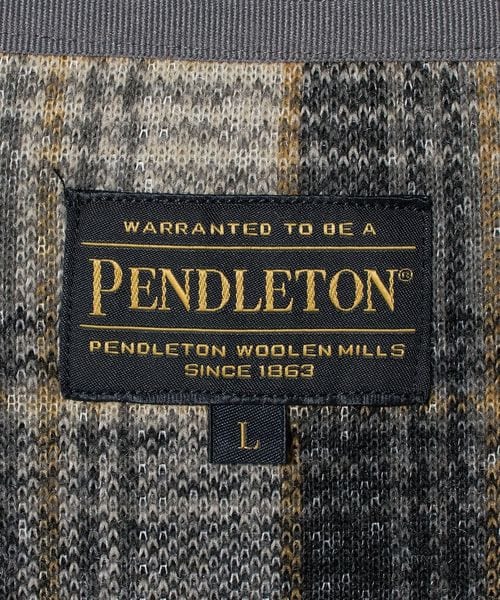 WARRANTED TO BE A
PENDLETON®
PENDLETON WOOLEN MILLS
SINCE 1863
L